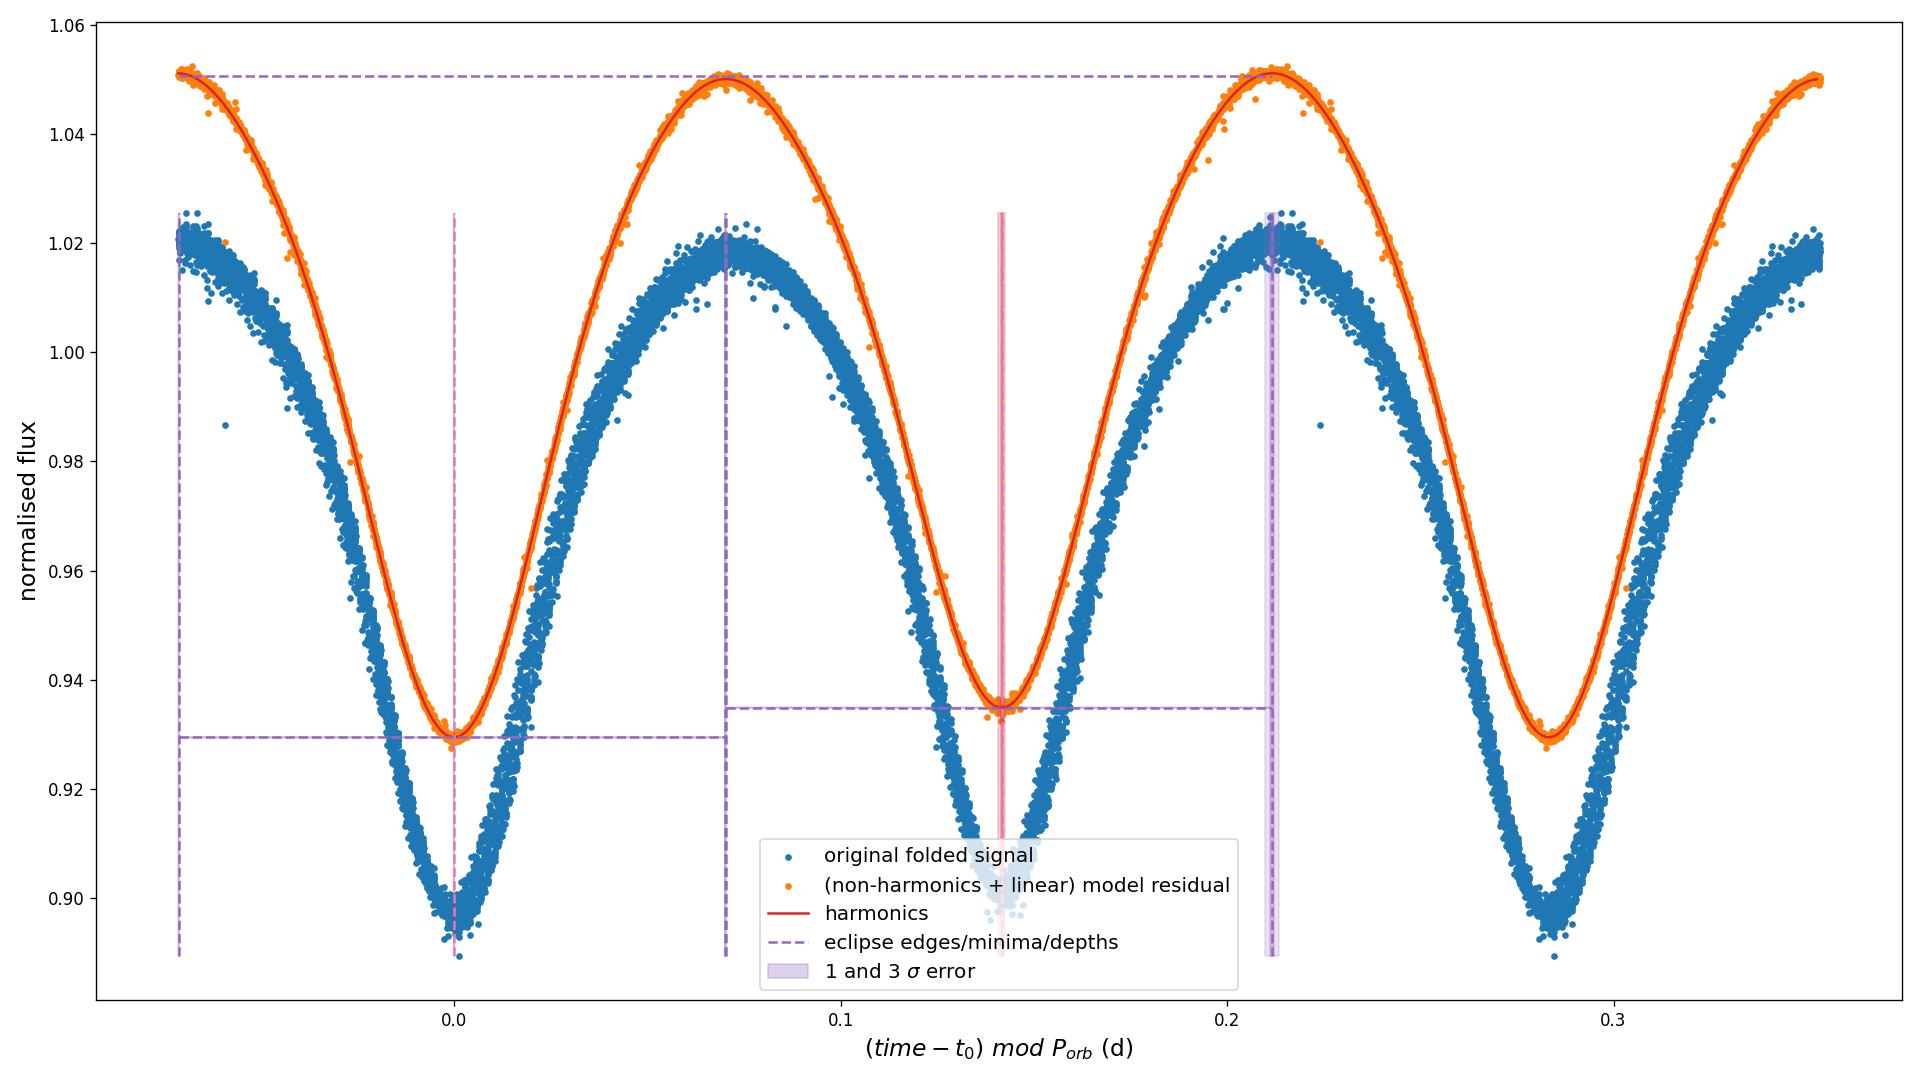 1.06
1.04
1.02
1.00
0.98
0.96
0.94
0.92
0.90
normalised flux
original folded signal
(non-harmonics + linear) model residual
harmonics
eclipse edges/minima/depths
1 and 3 σ error
0.0 0.1 0.2 0.3
(time − t₀) mod Pₒᵣb (d)